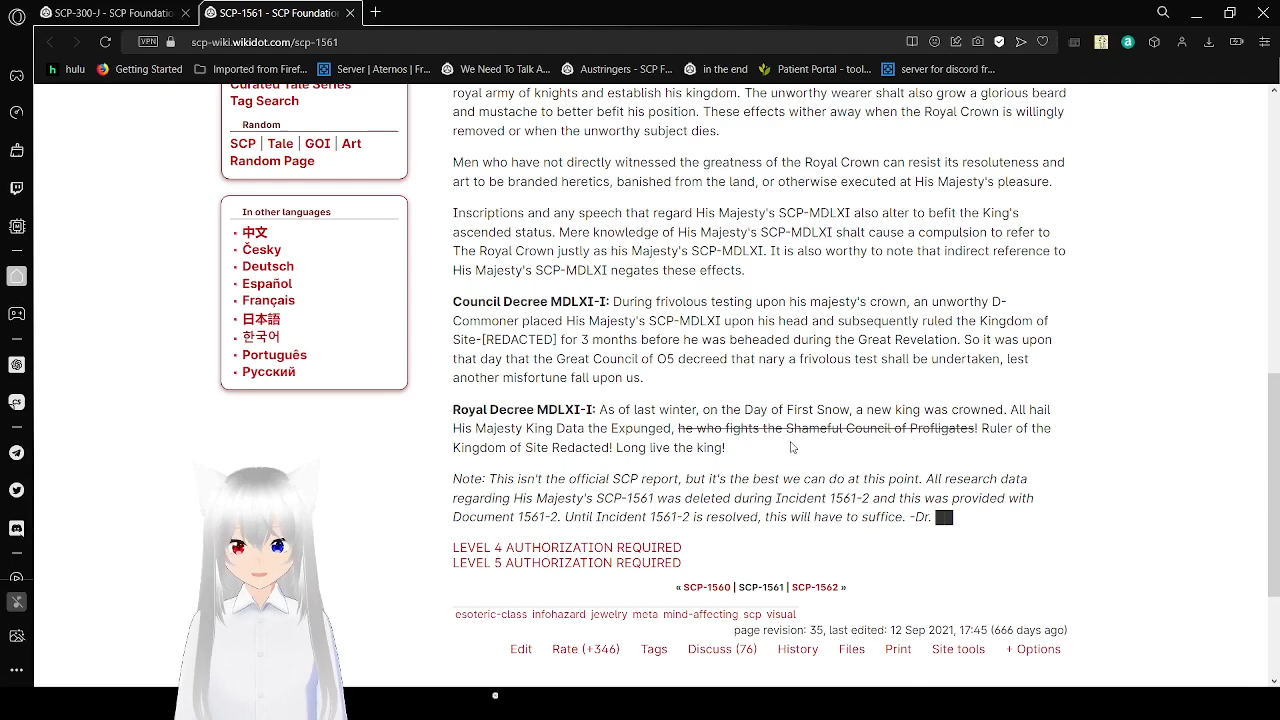 SCP-300-J - SCP Foundation
SCP-1561 - SCP Foundation
VPN
scp-wiki.wikidot.com/scp-1561
hulu
Getting Started
Imported from Firef...
Server | Aternos | Fr...
We Need To Talk A...
Austringers - SCP F...
in the end
Patient Portal - tool...
server for discord fr...
Curated Tale Series
Tag Search
Random
SCP | Tale | GOI | Art
Random Page
In other languages
中文
Česky
Deutsch
Español
Français
日本語
한국어
Português
Русский
royal army of knights and establish his kingdom. The unworthy wearer shalt also grow a glorious beard
and mustache to better befit his position. These effects wither away when the Royal Crown is willingly
removed or when the unworthy subject dies.
Men who have not directly witnessed the greatness of the Royal Crown can resist its resoluteness and
art to be branded heretics, banished from the land, or otherwise executed at His Majesty's pleasure.
Inscriptions and any speech that regard His Majesty's SCP-MDLXI also alter to befit the King's
ascended status. Mere knowledge of His Majesty's SCP-MDLXI shalt cause a compulsion to refer to
The Royal Crown justly as his Majesty's SCP-MDLXI. It is also worthy to note that indirect reference to
His Majesty's SCP-MDLXI negates these effects.
Council Decree MDLXI-I: During frivolous testing upon his majesty's crown, an unworthy D-
Commoner placed His Majesty's SCP-MDLXI upon his head and subsequently ruled the Kingdom of
Site-[REDACTED] for 3 months before he was beheaded during the Great Revelation. So it was upon
that day that the Great Council of O5 decreed that nary a frivolous test shall be undertaken, lest
another misfortune fall upon us.
Royal Decree MDLXI-I: As of last winter, on the Day of First Snow, a new king was crowned. All hail
His Majesty King Data the Expunged, he who fights the Shameful Council of Profligates! Ruler of the
Kingdom of Site Redacted! Long live the king!
Note: This isn't the official SCP report, but it's the best we can do at this point. All research data
regarding His Majesty's SCP-1561 was deleted during Incident 1561-2 and this was provided with
Document 1561-2. Until Incident 1561-2 is resolved, this will have to suffice. -Dr. ██
LEVEL 4 AUTHORIZATION REQUIRED
LEVEL 5 AUTHORIZATION REQUIRED
« SCP-1560 | SCP-1561 | SCP-1562 »
esoteric-class infohazard jewelry meta mind-affecting scp visual
page revision: 35, last edited: 12 Sep 2021, 17:45 (666 days ago)
Edit Rate (+346) Tags Discuss (76) History Files Print Site tools + Options